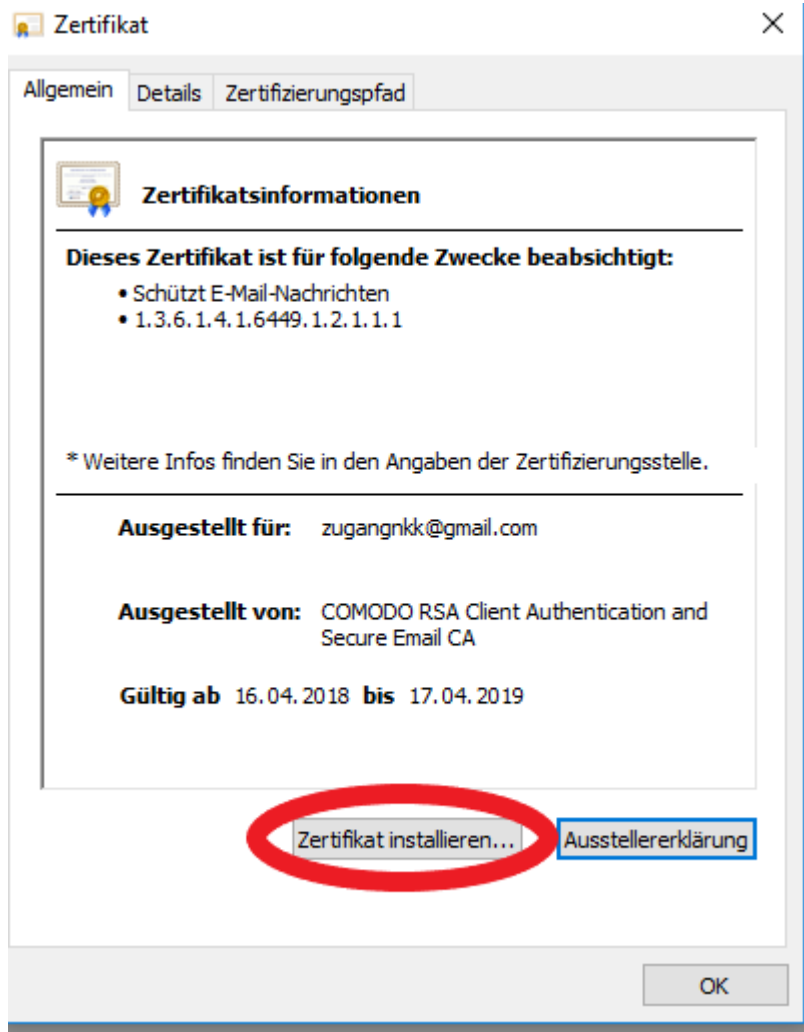 Zertifikat
Allgemein Details Zertifizierungspfad
Zertifikatsinformationen
Dieses Zertifikat ist für folgende Zwecke beabsichtigt:
• Schützt E-Mail-Nachrichten
• 1.3.6.1.4.1.6449.1.2.1.1.1
* Weitere Infos finden Sie in den Angaben der Zertifizierungsstelle.
Ausgestellt für: zugangnkk@gmail.com
Ausgestellt von: COMODO RSA Client Authentication and
Secure Email CA
Gültig ab 16.04.2018 bis 17.04.2019
Zertifikat installieren... Ausstellererklärung
OK